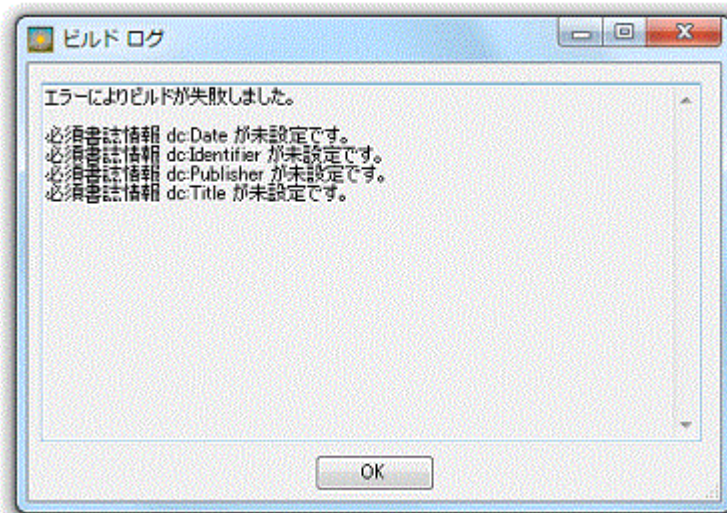 ビルド ログ
エラーによりビルドが失敗しました。
必須書誌情報 dc:Date が未設定です。
必須書誌情報 dc:Identifier が未設定です。
必須書誌情報 dc:Publisher が未設定です。
必須書誌情報 dc:Title が未設定です。
OK